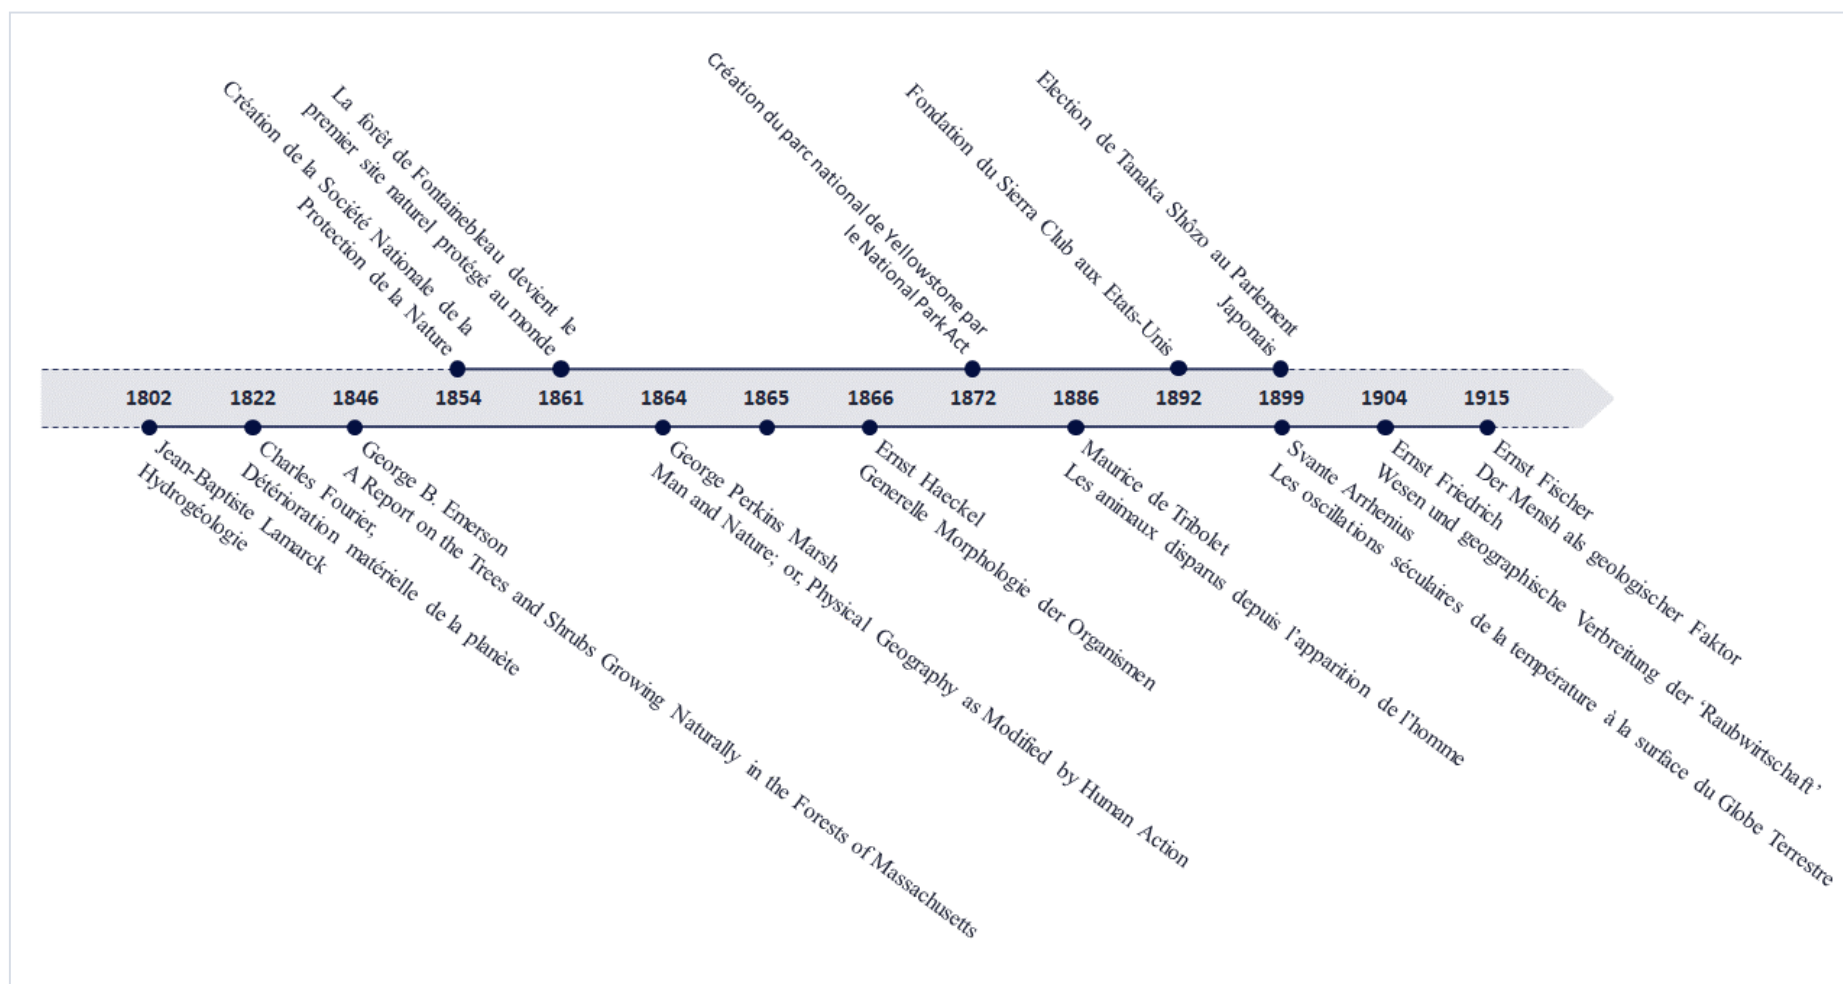 Création de la Société Nationale de la
Protection de la Nature
La forêt de Fontainebleau devient le
premier site naturel protégé au monde
Création du parc national de Yellowstone par
le National Park Act
Fondation du Sierra Club aux Etats-Unis
Election de Tanaka Shôzo au Parlement
Japonais
1802 1822 1846 1854 1861 1864 1865 1866 1872 1886 1892 1899 1904 1915
Jean-Baptiste Lamarck
Hydrogéologie
Charles Fourier,
Détérioration matérielle de la planète
George B. Emerson
A Report on the Trees and Shrubs Growing Naturally in the Forests of Massachusetts
George Perkins Marsh
Man and Nature; or, Physical Geography as Modified by Human Action
Ernst Haeckel
Generelle Morphologie der Organismen
Maurice de Tribolet
Les animaux disparus depuis l'apparition de l'homme
Svante Arrhenius
Les oscillations séculaires de la température à la surface du Globe Terrestre
Ernst Friedrich
Wesen und geographische Verbreitung der ‘Raubwirtschaft’
Ernst Fischer
Der Mensh als geologischer Faktor